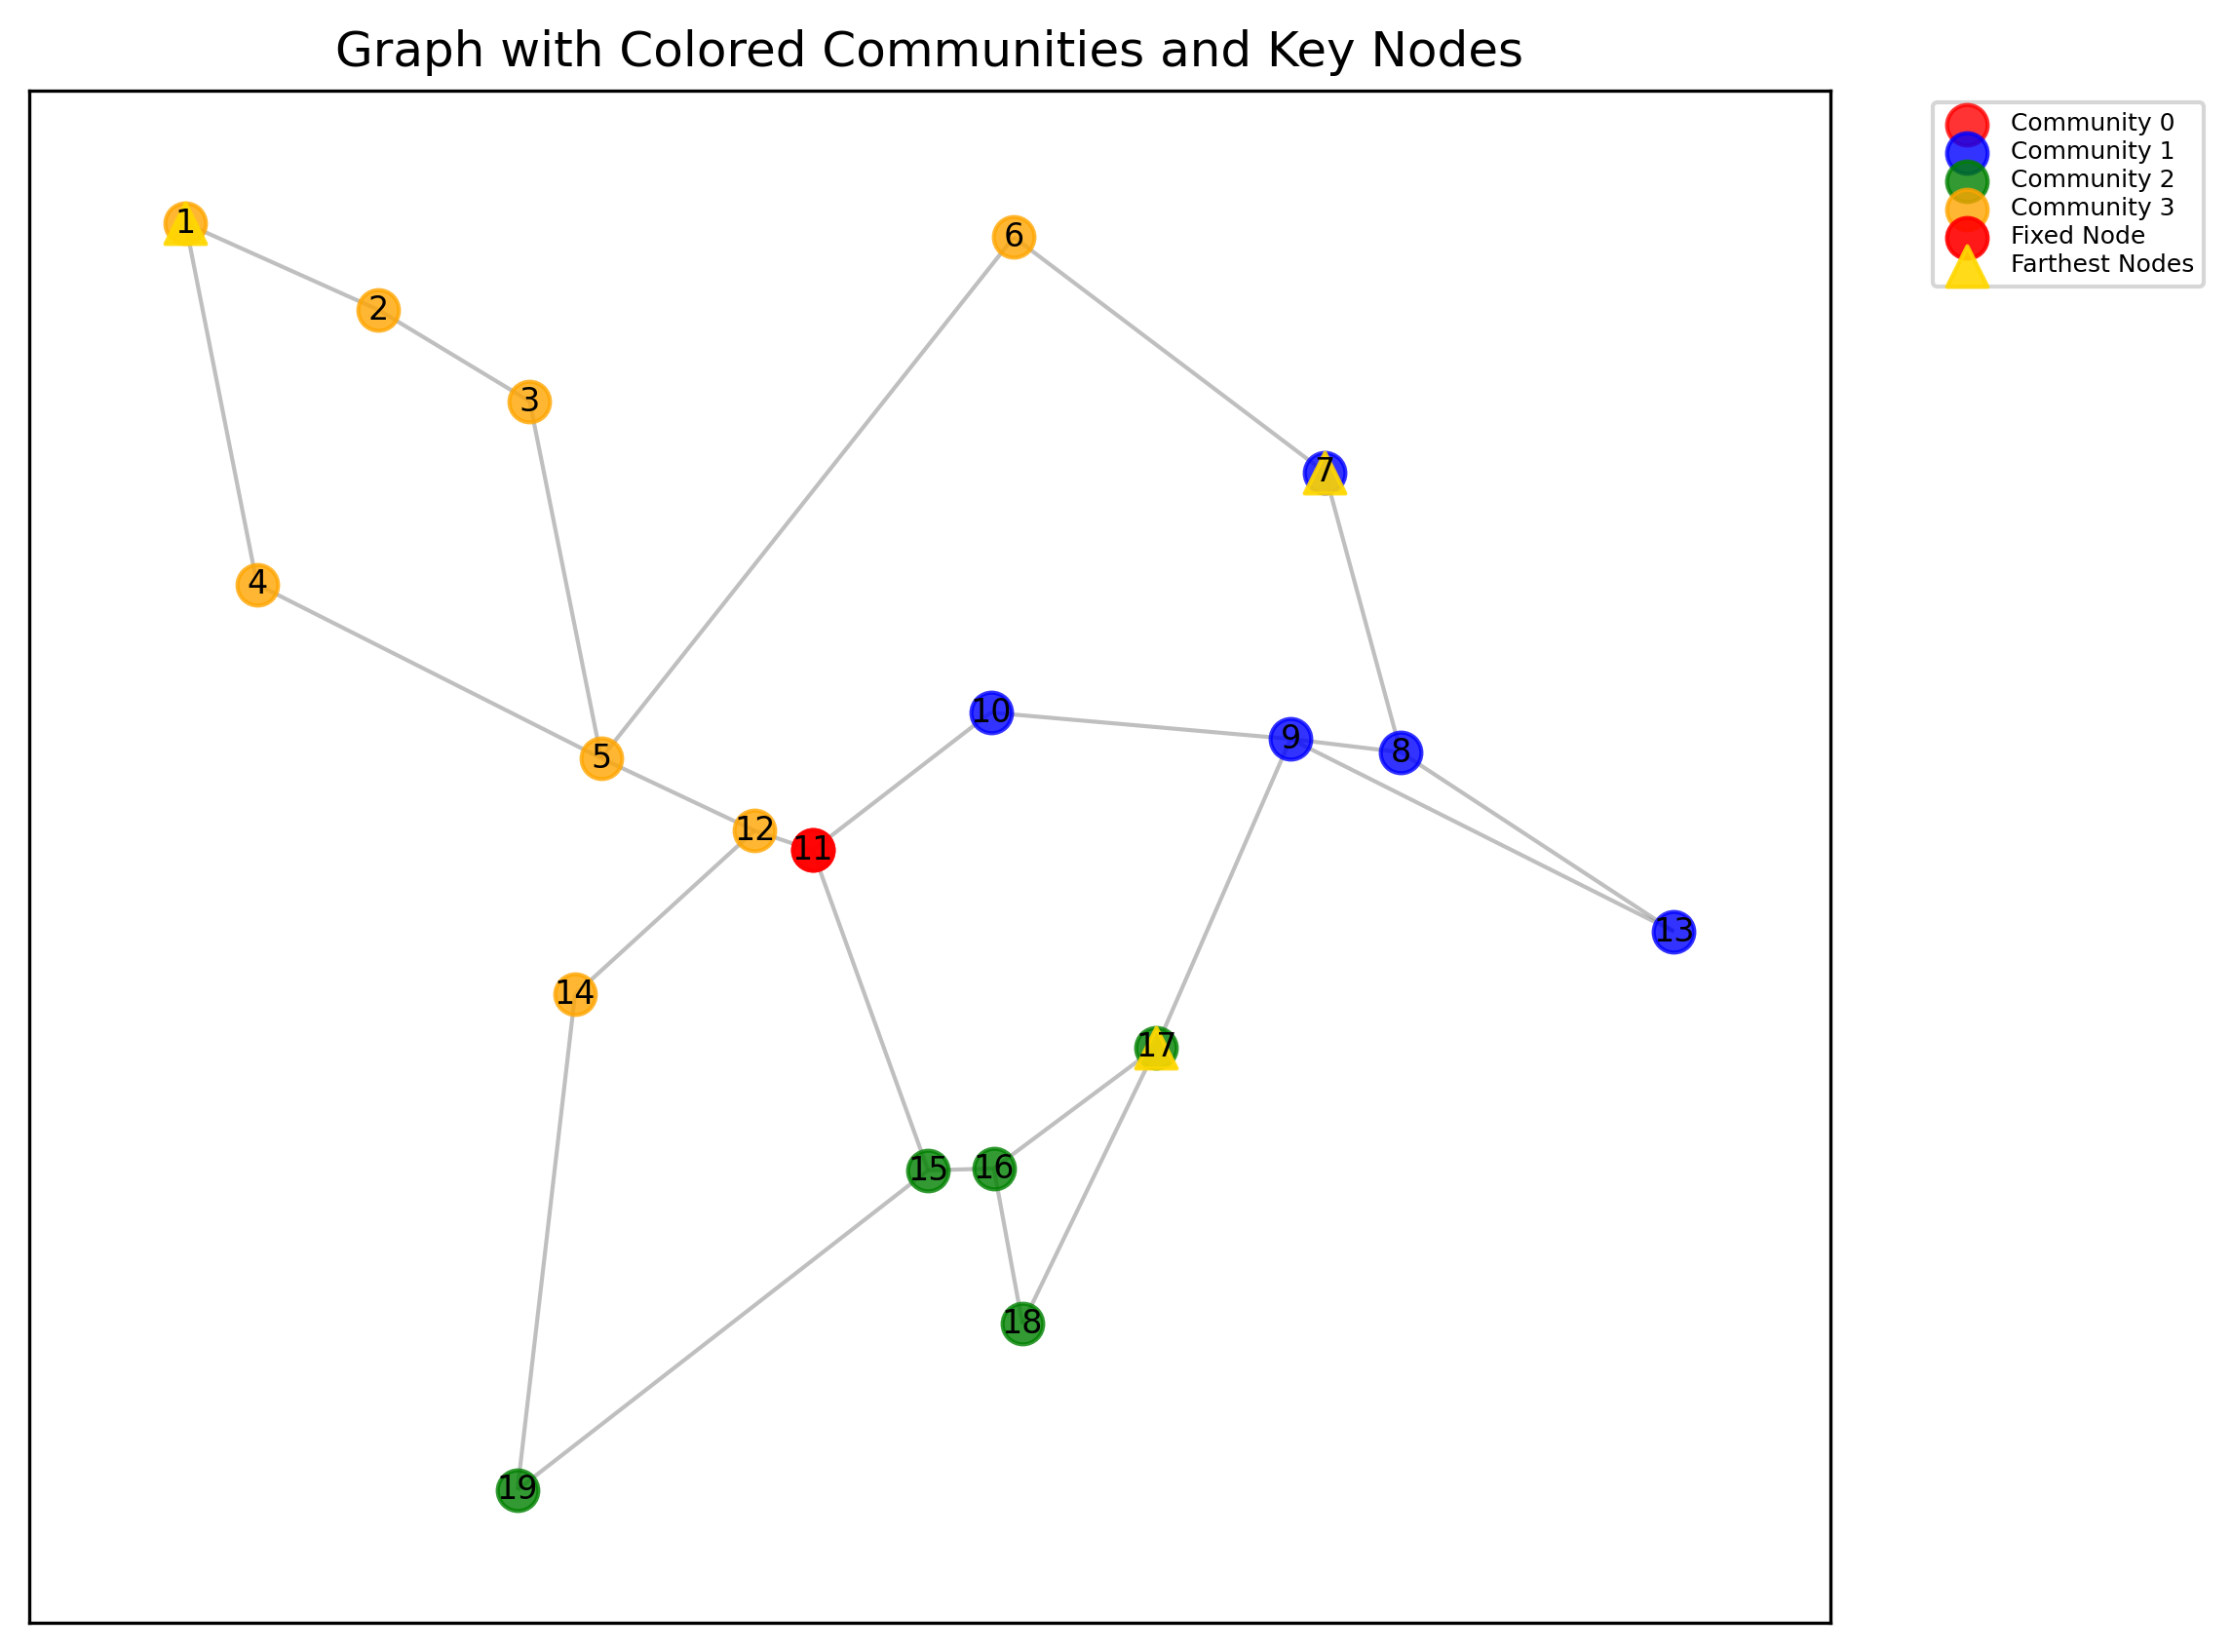 Graph with Colored Communities and Key Nodes
Community 0
Community 1
Community 2
Community 3
Fixed Node
Farthest Nodes
1
6
2
3
7
4
10
9
8
5
12
11
13
14
17
15
16
18
19